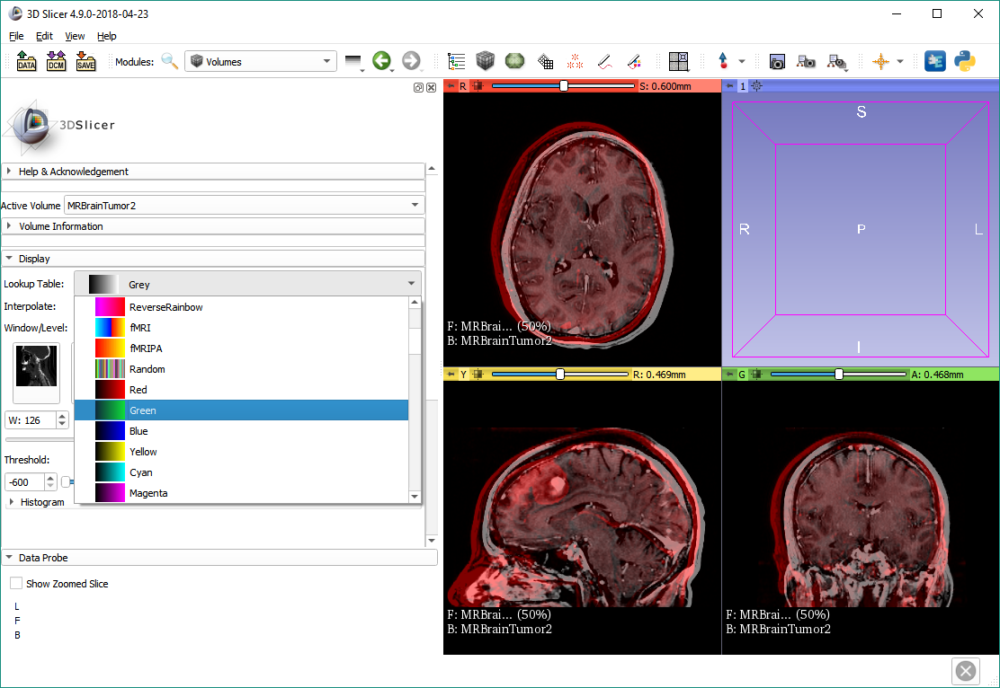 3D Slicer 4.9.0-2018-04-23
File Edit View Help
DATA DCM SAVE Modules: Volumes
3DSlicer
Help & Acknowledgement
Active Volume MRBrainTumor2
Volume Information
Display
Lookup Table: Grey
Interpolate:
Window/Level:
ReverseRainbow
fMRI
fMRIPA
Random
Red
Green
Blue
Yellow
Cyan
Magenta
W: 126
Threshold:
-600
Histogram
Data Probe
Show Zoomed Slice
L
F
B
R S: 0.600mm
F: MRBrai... (50%)
B: MRBrainTumor2
1
S
R P L
I
Y R: 0.469mm
F: MRBrai... (50%)
B: MRBrainTumor2
G A: 0.468mm
F: MRBrai... (50%)
B: MRBrainTumor2